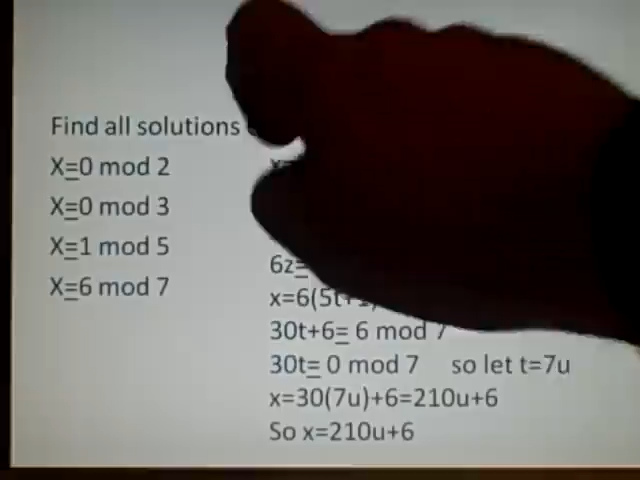 Find all solutions
X≡0 mod 2
X≡0 mod 3
X≡1 mod 5
X≡6 mod 7
6z≡
x=6(5t+1)
30t+6≡ 6 mod 7
30t≡ 0 mod 7 so let t=7u
x=30(7u)+6=210u+6
So x=210u+6